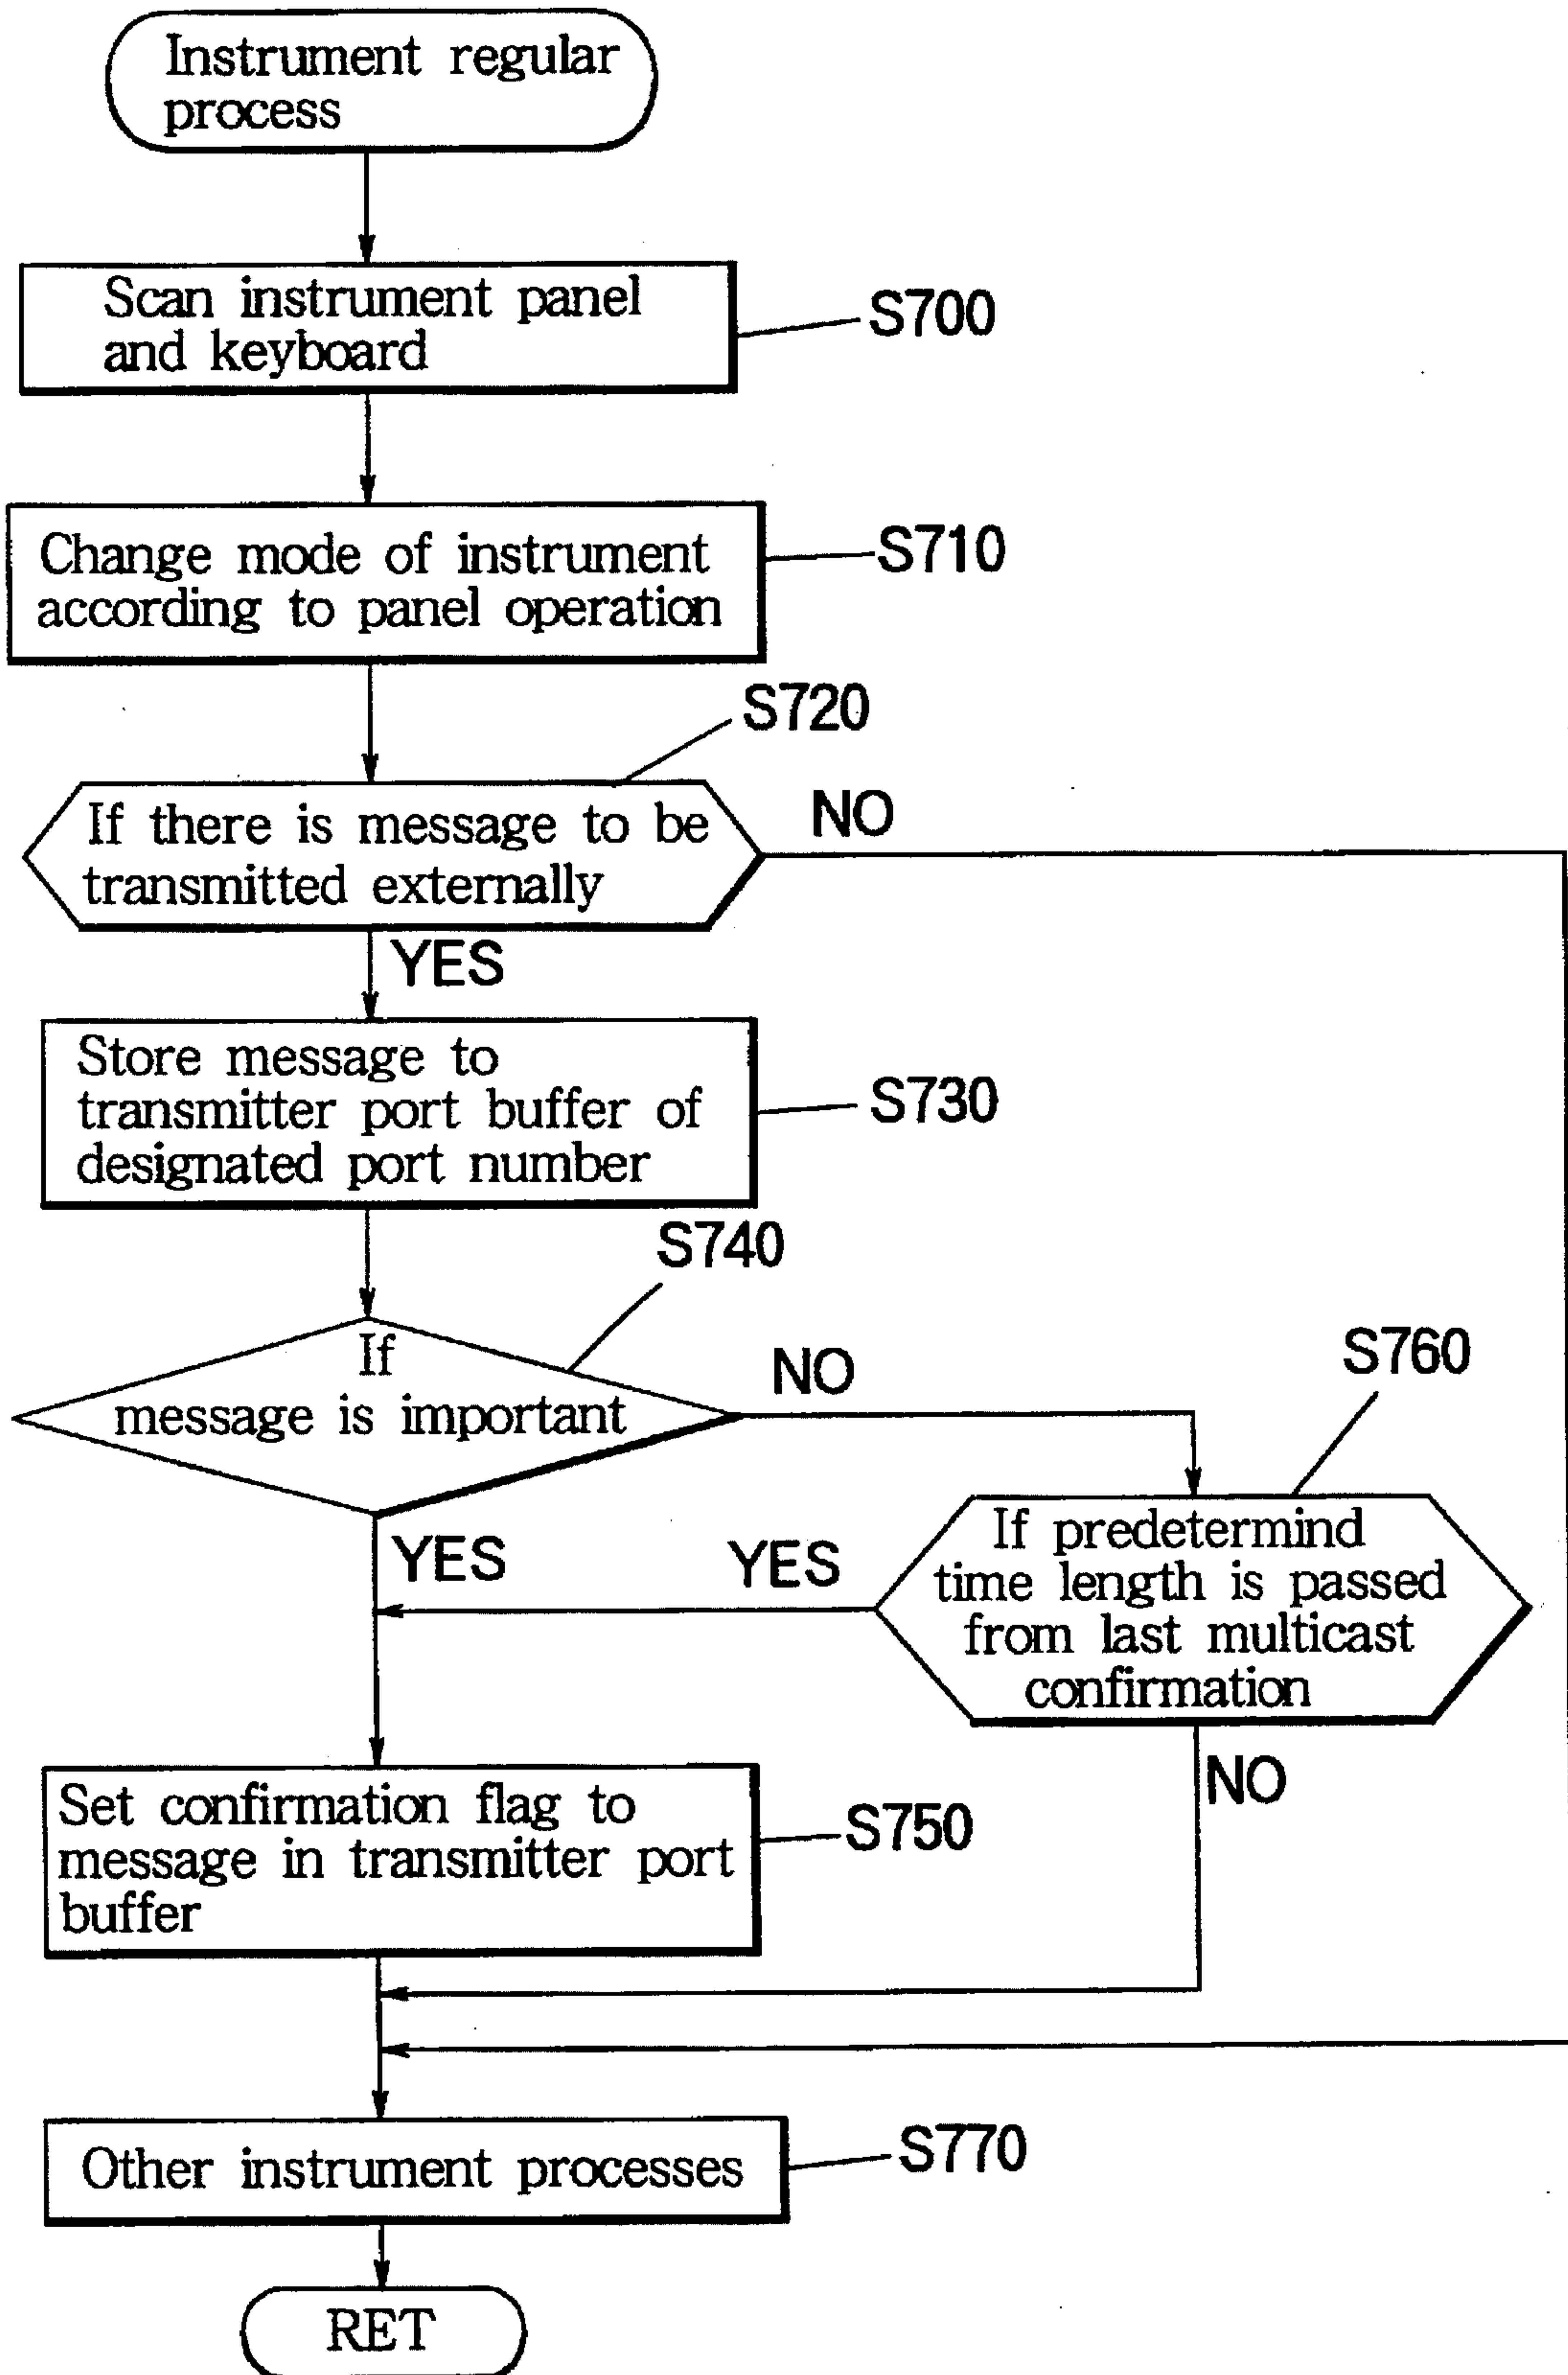 Instrument regular
process
Scan instrument panel
and keyboard
S700
Change mode of instrument
according to panel operation
S710
S720
If there is message to be
transmitted externally
NO
YES
Store message to
transmitter port buffer of
designated port number
S730
S740
If
message is important
NO
S760
YES
YES
If predetermind
time length is passed
from last multicast
confirmation
NO
Set confirmation flag to
message in transmitter port
buffer
S750
Other instrument processes
S770
RET